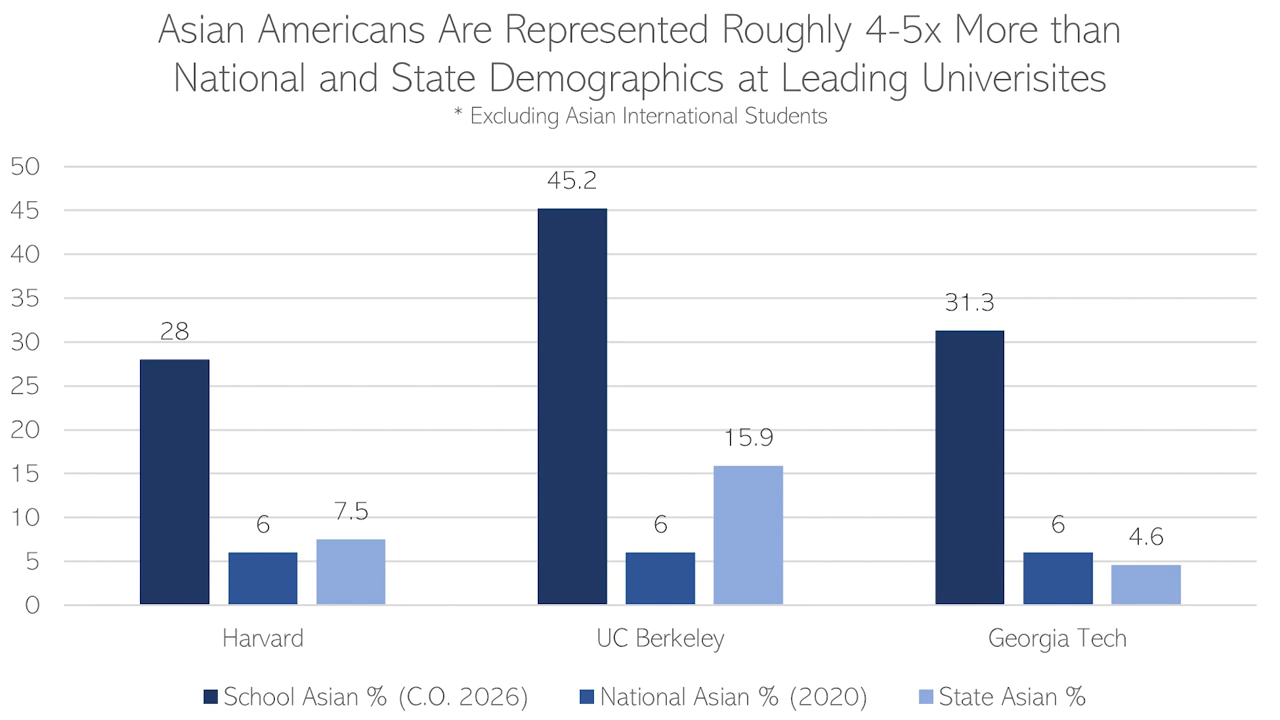 Asian Americans Are Represented Roughly 4-5x More than
National and State Demographics at Leading Univerisites
* Excluding Asian International Students
50
45
40
35
30
25
20
15
10
5
0
28
6
7.5
45.2
6
15.9
31.3
6
4.6
Harvard
UC Berkeley
Georgia Tech
School Asian % (C.O. 2026)
National Asian % (2020)
State Asian %